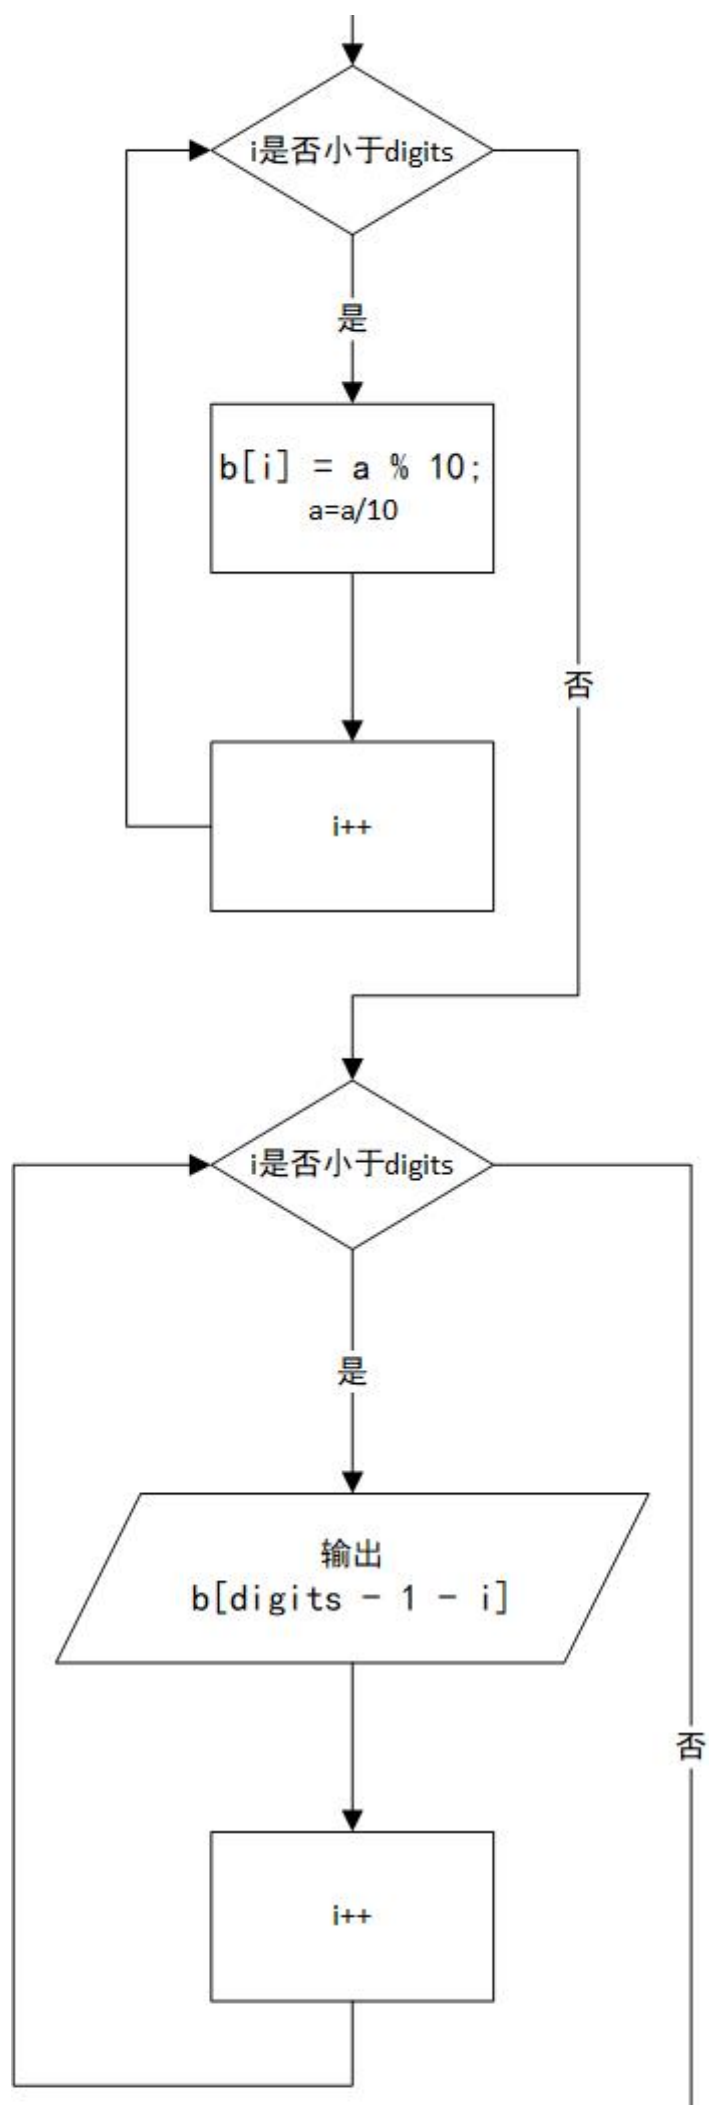 i是否小于digits
是
b[i] = a % 10;
a=a/10
否
i++
i是否小于digits
是
输出
b[digits - 1 - i]
否
i++